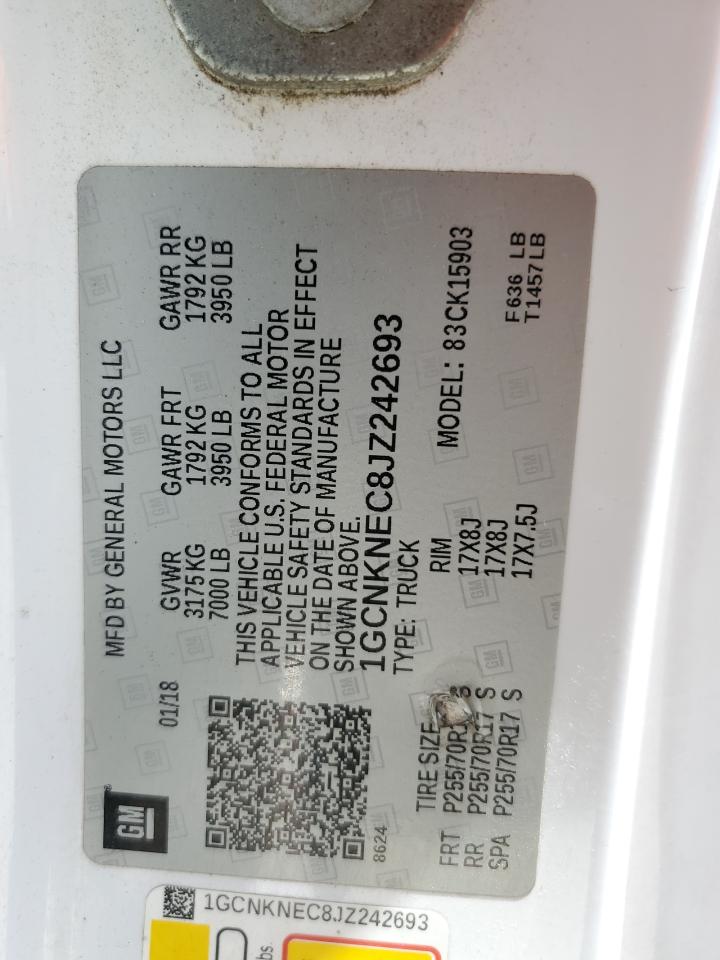 GM
MFD BY GENERAL MOTORS LLC
01/18 GVWR GAWR FRT GAWR RR
3175 KG 1792 KG 1792 KG
7000 LB 3950 LB 3950 LB
THIS VEHICLE CONFORMS TO ALL
APPLICABLE U.S. FEDERAL MOTOR
VEHICLE SAFETY STANDARDS IN EFFECT
ON THE DATE OF MANUFACTURE
SHOWN ABOVE.
1GCNKNEC8JZ242693
8624
TYPE: TRUCK
TIRE SIZE RIM MODEL: 83CK15903
FRT P255/70R17 S 17X8J
RR P255/70R17 S 17X8J
SPA P255/70R17 S 17X7.5J
F636 LB
T1457LB
1GCNKNEC8JZ242693
bs